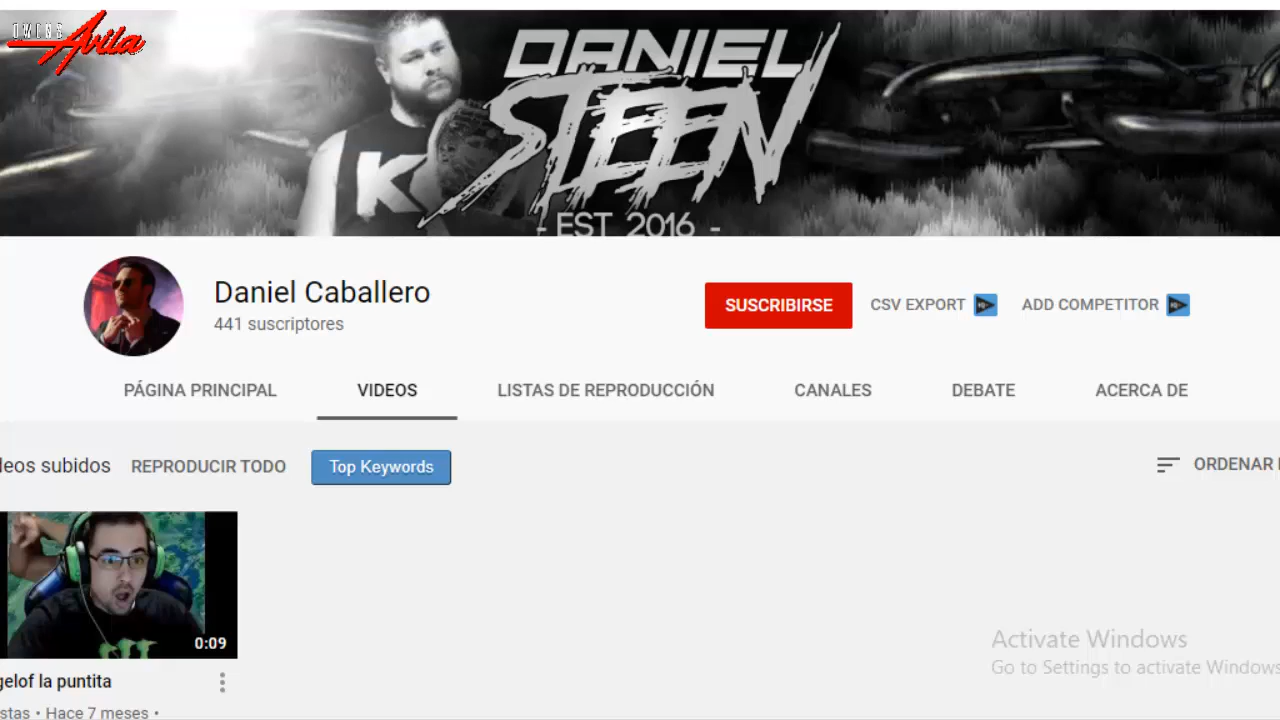 OWENS
Avila
DANIEL
STEEN
- EST 2016 -
K
Daniel Caballero
441 suscriptores
SUSCRIBIRSE
CSV EXPORT
ADD COMPETITOR
PÁGINA PRINCIPAL
VIDEOS
LISTAS DE REPRODUCCIÓN
CANALES
DEBATE
ACERCA DE
deos subidos
REPRODUCIR TODO
Top Keywords
ORDENAR
0:09
gelof la puntita
stas • Hace 7 meses •
Activate Windows
Go to Settings to activate Windows